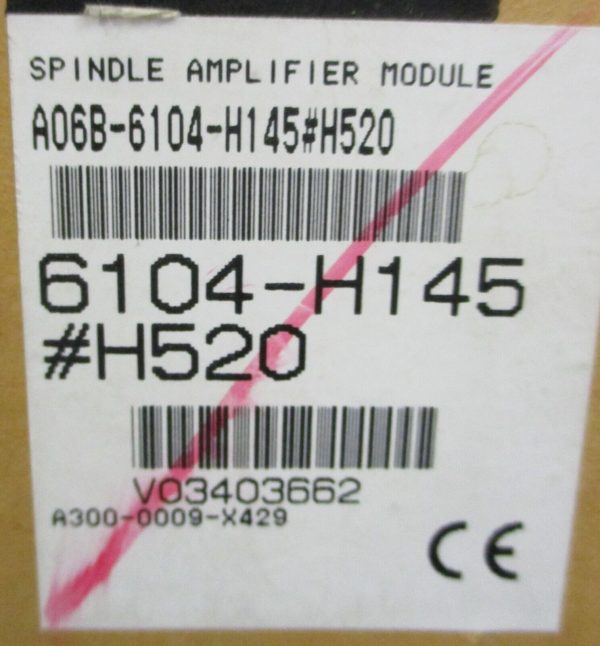 SPINDLE AMPLIFIER MODULE
A06B-6104-H145#H520
6104-H145
#H520
V03403662
A300-0009-X429
CE